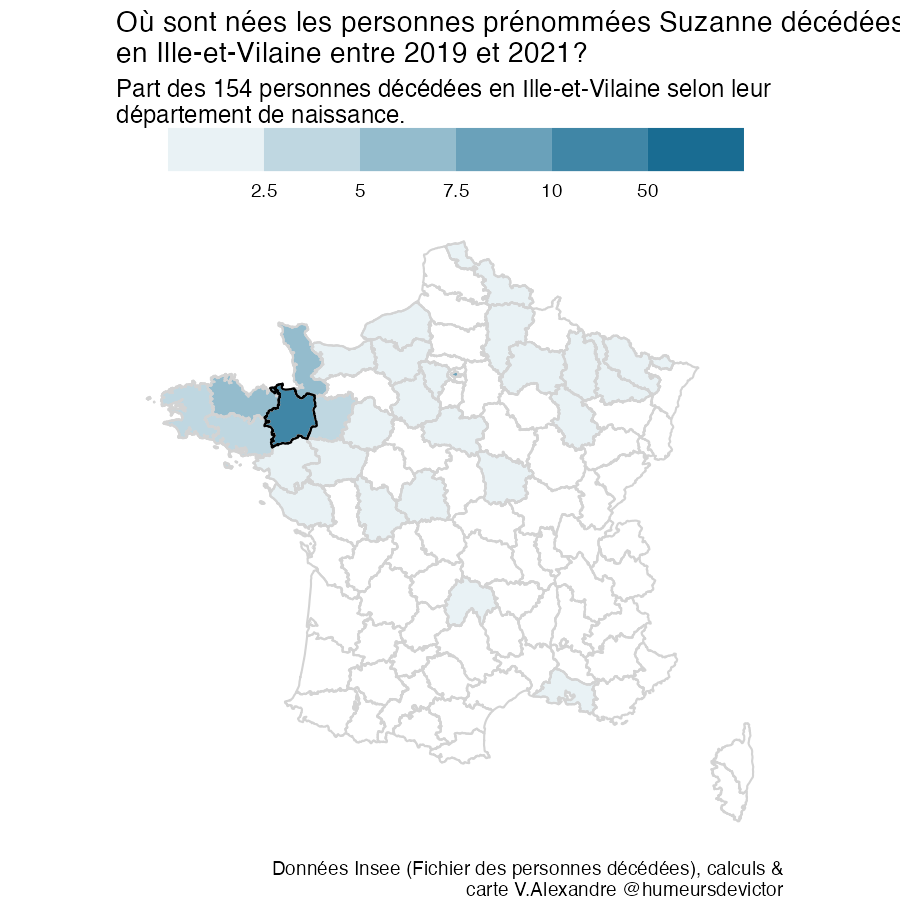 Où sont nées les personnes prénommées Suzanne décédées
en Ille-et-Vilaine entre 2019 et 2021?
Part des 154 personnes décédées en Ille-et-Vilaine selon leur
département de naissance.
2.5 5 7.5 10 50
Données Insee (Fichier des personnes décédées), calculs &
carte V.Alexandre @humeursdevictor